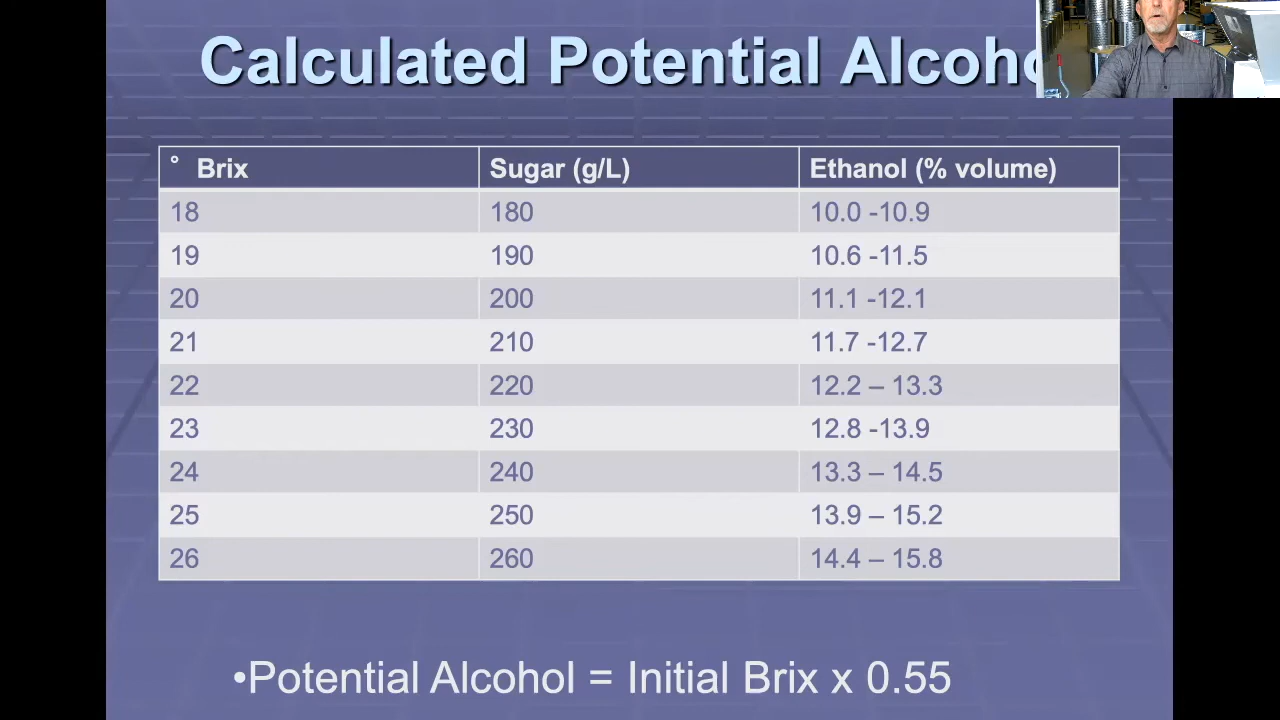 Calculated Potential Alcoho
° Brix Sugar (g/L) Ethanol (% volume)
18 180 10.0 -10.9
19 190 10.6 -11.5
20 200 11.1 -12.1
21 210 11.7 -12.7
22 220 12.2 – 13.3
23 230 12.8 -13.9
24 240 13.3 – 14.5
25 250 13.9 – 15.2
26 260 14.4 – 15.8
•Potential Alcohol = Initial Brix x 0.55